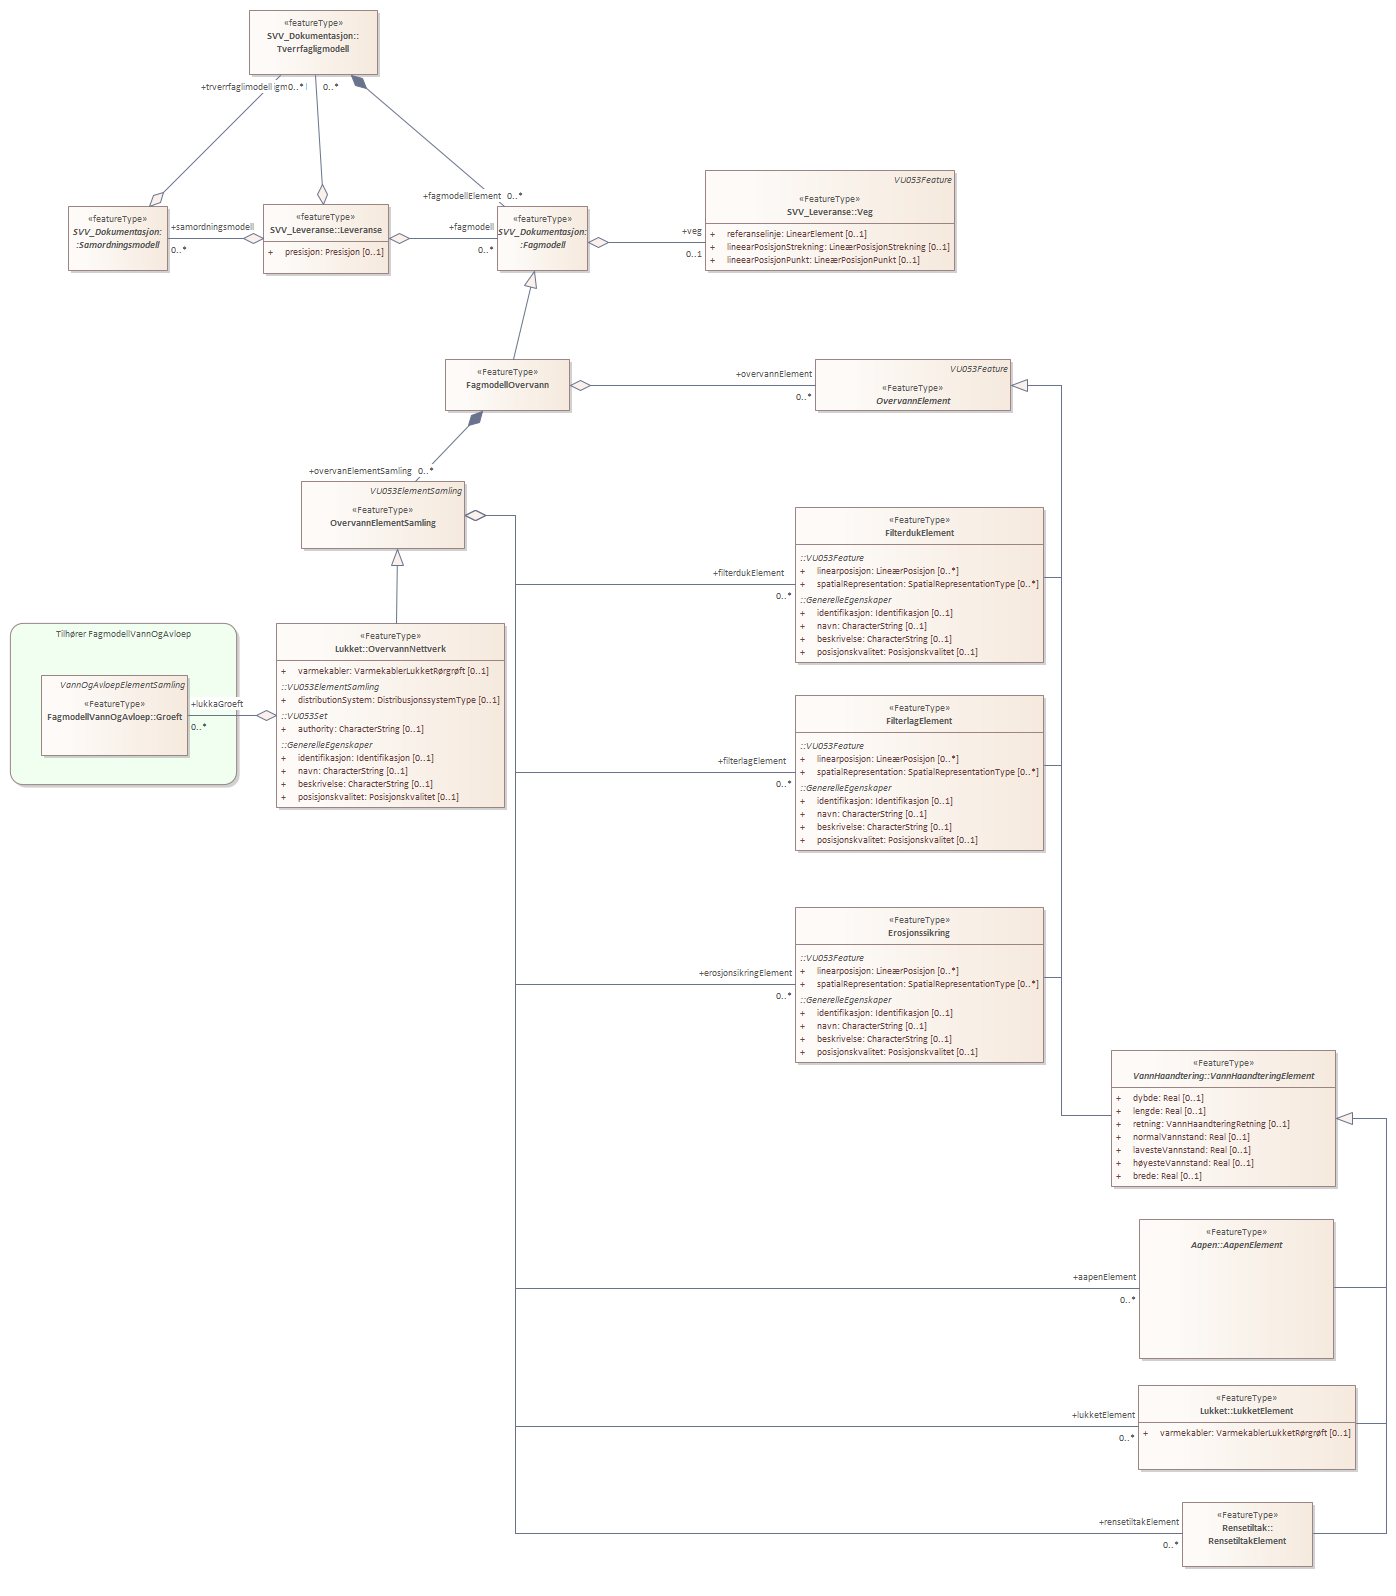 «featureType»
SVV_Dokumentasjon::
Tverrfagligmodell
+trverrfaglimodell
igm
0..*
0..*
+fagmodellElement 0..*
«featureType»
SVV_Dokumentasjon:
:Samordningsmodell
+samordningsmodell
0..*
«featureType»
SVV_Leveranse::Leveranse
+ presisjon: Presisjon [0..1]
+fagmodell
0..*
«featureType»
SVV_Dokumentasjon:
:Fagmodell
+veg
0..1
VU053Feature
«FeatureType»
SVV_Leveranse::Veg
+ referanselinje: LinearElement [0..1]
+ lineearPosisjonStrekning: LineærPosisjonStrekning [0..1]
+ lineearPosisjonPunkt: LineærPosisjonPunkt [0..1]
«FeatureType»
FagmodellOvervann
+overvannElement
0..*
VU053Feature
«FeatureType»
OvervannElement
+overvanElementSamling 0..*
VU053ElementSamling
«FeatureType»
OvervannElementSamling
+filterdukElement
0..*
«FeatureType»
FilterdukElement
::VU053Feature
+ linearposisjon: LineærPosisjon [0..*]
+ spatialRepresentation: SpatialRepresentationType [0..*]
::GenerelleEgenskaper
+ identifikasjon: Identifikasjon [0..1]
+ navn: CharacterString [0..1]
+ beskrivelse: CharacterString [0..1]
+ posisjonskvalitet: Posisjonskvalitet [0..1]
Tilhører FagmodellVannOgAvloep
VannOgAvloepElementSamling
«FeatureType»
FagmodellVannOgAvloep::Groeft
+lukkaGroeft
0..*
«FeatureType»
Lukket::OvervannNettverk
+ varmekabler: VarmekablerLukketRørgrøft [0..1]
::VU053ElementSamling
+ distributionSystem: DistribusjonssystemType [0..1]
::VU053Set
+ authority: CharacterString [0..1]
::GenerelleEgenskaper
+ identifikasjon: Identifikasjon [0..1]
+ navn: CharacterString [0..1]
+ beskrivelse: CharacterString [0..1]
+ posisjonskvalitet: Posisjonskvalitet [0..1]
+filterlagElement
0..*
«FeatureType»
FilterlagElement
::VU053Feature
+ linearposisjon: LineærPosisjon [0..*]
+ spatialRepresentation: SpatialRepresentationType [0..*]
::GenerelleEgenskaper
+ identifikasjon: Identifikasjon [0..1]
+ navn: CharacterString [0..1]
+ beskrivelse: CharacterString [0..1]
+ posisjonskvalitet: Posisjonskvalitet [0..1]
+erosjonsikringElement
0..*
«FeatureType»
Erosjonssikring
::VU053Feature
+ linearposisjon: LineærPosisjon [0..*]
+ spatialRepresentation: SpatialRepresentationType [0..*]
::GenerelleEgenskaper
+ identifikasjon: Identifikasjon [0..1]
+ navn: CharacterString [0..1]
+ beskrivelse: CharacterString [0..1]
+ posisjonskvalitet: Posisjonskvalitet [0..1]
«FeatureType»
VannHaandtering::VannHaandteringElement
+ dybde: Real [0..1]
+ lengde: Real [0..1]
+ retning: VannHaandteringRetning [0..1]
+ normalVannstand: Real [0..1]
+ lavesteVannstand: Real [0..1]
+ høyesteVannstand: Real [0..1]
+ brede: Real [0..1]
+aapenElement
0..*
«FeatureType»
Aapen::AapenElement
+lukketElement
0..*
«FeatureType»
Lukket::LukketElement
+ varmekabler: VarmekablerLukketRørgrøft [0..1]
+rensetiltakElement
0..*
«FeatureType»
Rensetiltak::
RensetiltakElement